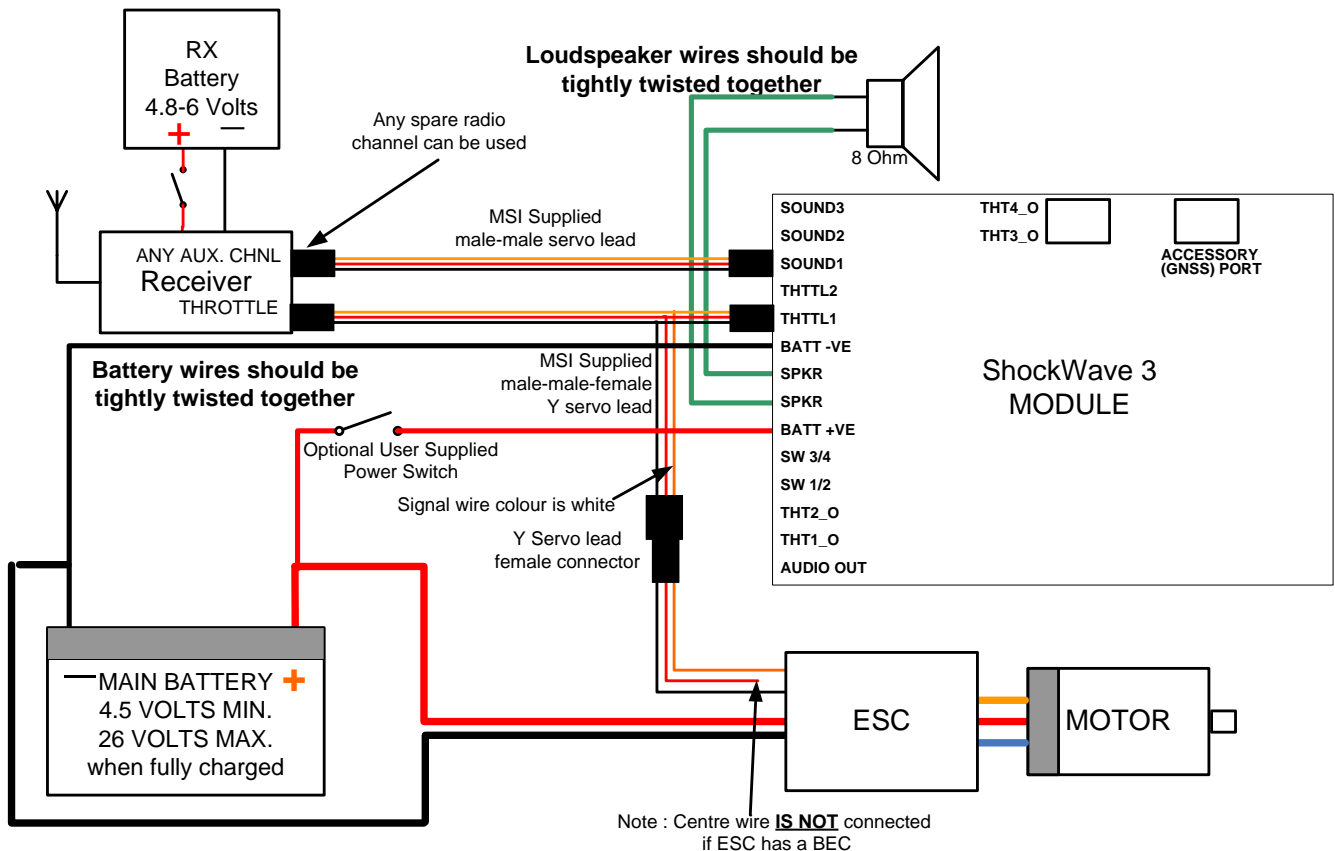 RX
Battery
4.8-6 Volts
+ —
Any spare radio
channel can be used
Loudspeaker wires should be
tightly twisted together
8 Ohm
ANY AUX. CHNL
Receiver
THROTTLE
MSI Supplied
male-male servo lead
SOUND3
SOUND2
SOUND1
THTTL2
THTTL1
BATT -VE
SPKR
SPKR
BATT +VE
SW 3/4
SW 1/2
THT2_O
THT1_O
AUDIO OUT
THT4_O
THT3_O
ACCESSORY
(GNSS) PORT
ShockWave 3
MODULE
Battery wires should be
tightly twisted together
MSI Supplied
male-male-female
Y servo lead
Optional User Supplied
Power Switch
Signal wire colour is white
Y Servo lead
female connector
— MAIN BATTERY +
4.5 VOLTS MIN.
26 VOLTS MAX.
when fully charged
ESC
MOTOR
Note : Centre wire IS NOT connected
if ESC has a BEC